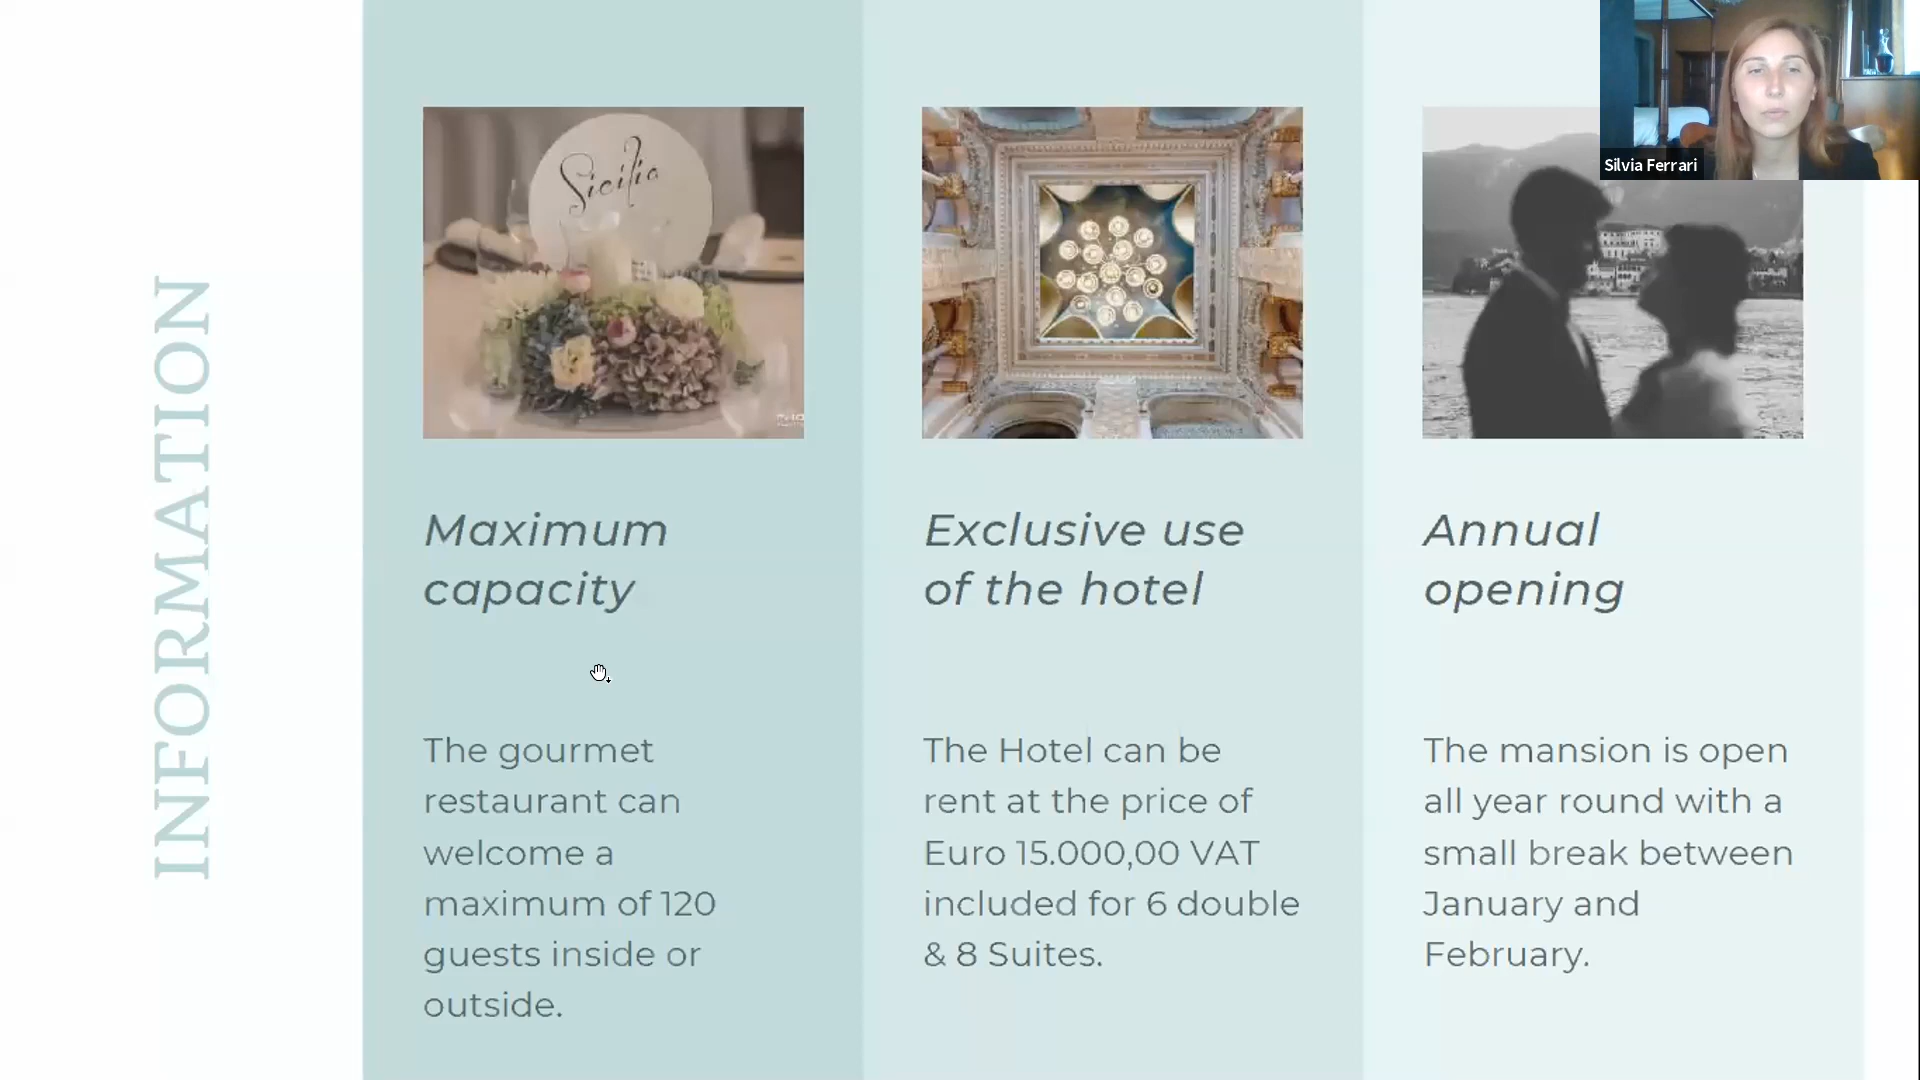 INFORMATION
Sicilia
Silvia Ferrari
Maximum
capacity
The gourmet
restaurant can
welcome a
maximum of 120
guests inside or
outside.
Exclusive use
of the hotel
The Hotel can be
rent at the price of
Euro 15.000,00 VAT
included for 6 double
& 8 Suites.
Annual
opening
The mansion is open
all year round with a
small break between
January and
February.